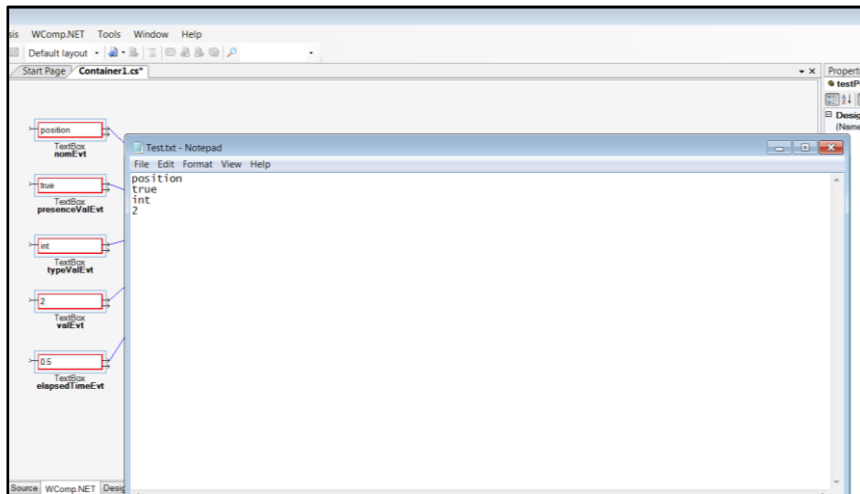 sis WComp.NET Tools Window Help
Default layout
Start Page Container1.cs*
Properti
testP
Desig
(Name
position
TextBox
nomEvt
true
TextBox
presenceValEvt
int
TextBox
typeValEvt
2
TextBox
valEvt
0.5
TextBox
elapsedTimeEvt
Test.txt - Notepad
File Edit Format View Help
position
true
int
2
Source WComp.NET Desig